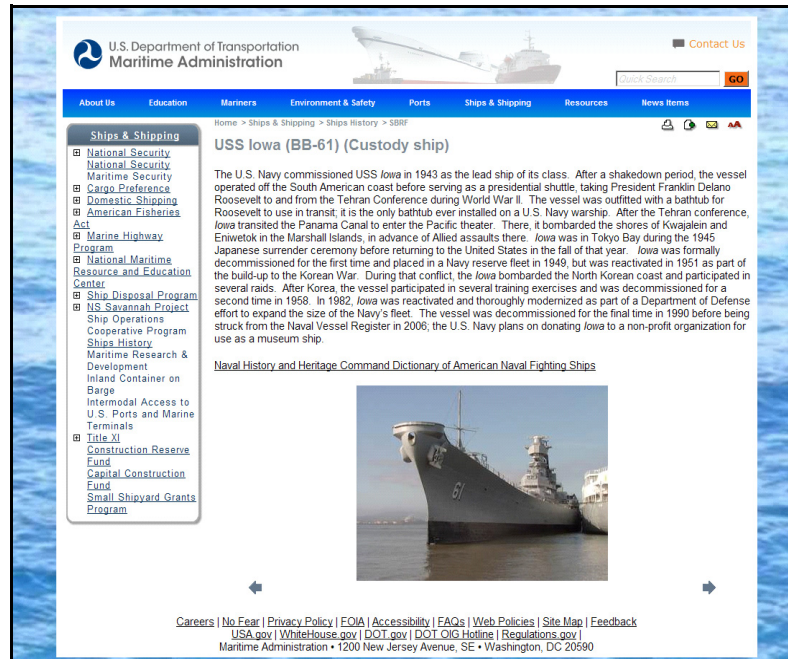 U.S. Department of Transportation
Maritime Administration
Contact Us
Quick Search
GO
About Us Education Mariners Environment & Safety Ports Ships & Shipping Resources News Items
Home > Ships & Shipping > Ships History > SBRF
AA
Ships & Shipping
National Security
National Security
Maritime Security
Cargo Preference
Domestic Shipping
American Fisheries
Act
Marine Highway
Program
National Maritime
Resource and Education
Center
Ship Disposal Program
NS Savannah Project
Ship Operations
Cooperative Program
Ships History
Maritime Research &
Development
Inland Container on
Barge
Intermodal Access to
U.S. Ports and Marine
Terminals
Title XI
Construction Reserve
Fund
Capital Construction
Fund
Small Shipyard Grants
Program
USS Iowa (BB-61) (Custody ship)
The U.S. Navy commissioned USS Iowa in 1943 as the lead ship of its class. After a shakedown period, the vessel
operated off the South American coast before serving as a presidential shuttle, taking President Franklin Delano
Roosevelt to and from the Tehran Conference during World War II. The vessel was outfitted with a bathtub for
Roosevelt to use in transit; it is the only bathtub ever installed on a U.S. Navy warship. After the Tehran conference,
Iowa transited the Panama Canal to enter the Pacific theater. There, it bombarded the shores of Kwajalein and
Eniwetok in the Marshall Islands, in advance of Allied assaults there. Iowa was in Tokyo Bay during the 1945
Japanese surrender ceremony before returning to the United States in the fall of that year. Iowa was formally
decommissioned for the first time and placed in a Navy reserve fleet in 1949, but was reactivated in 1951 as part of
the build-up to the Korean War. During that conflict, the Iowa bombarded the North Korean coast and participated in
several raids. After Korea, the vessel participated in several training exercises and was decommissioned for a
second time in 1958. In 1982, Iowa was reactivated and thoroughly modernized as part of a Department of Defense
effort to expand the size of the Navy's fleet. The vessel was decommissioned for the final time in 1990 before being
struck from the Naval Vessel Register in 2006; the U.S. Navy plans on donating Iowa to a non-profit organization for
use as a museum ship.
Naval History and Heritage Command Dictionary of American Naval Fighting Ships
61
Careers | No Fear | Privacy Policy | FOIA | Accessibility | FAQs | Web Policies | Site Map | Feedback
USA.gov | WhiteHouse.gov | DOT.gov | DOT OIG Hotline | Regulations.gov |
Maritime Administration • 1200 New Jersey Avenue, SE • Washington, DC 20590